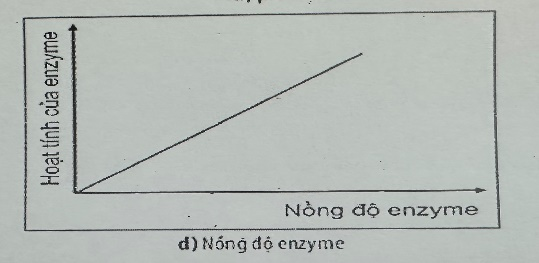 Hoạt tính của enzyme
Nồng độ enzyme
d) Nồng độ enzyme